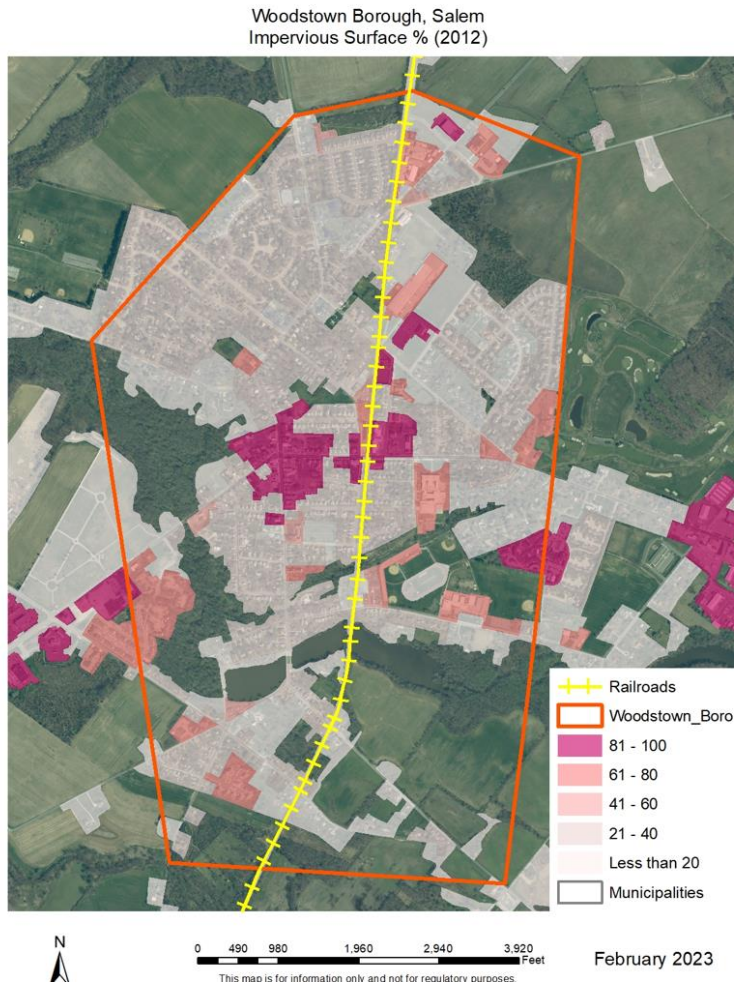 Woodstown Borough, Salem
Impervious Surface % (2012)
Railroads
Woodstown_Boro
81 - 100
61 - 80
41 - 60
21 - 40
Less than 20
Municipalities
N
0 490 980 1,960 2,940 3,920
Feet
This map is for information only and not for regulatory purposes.
February 2023